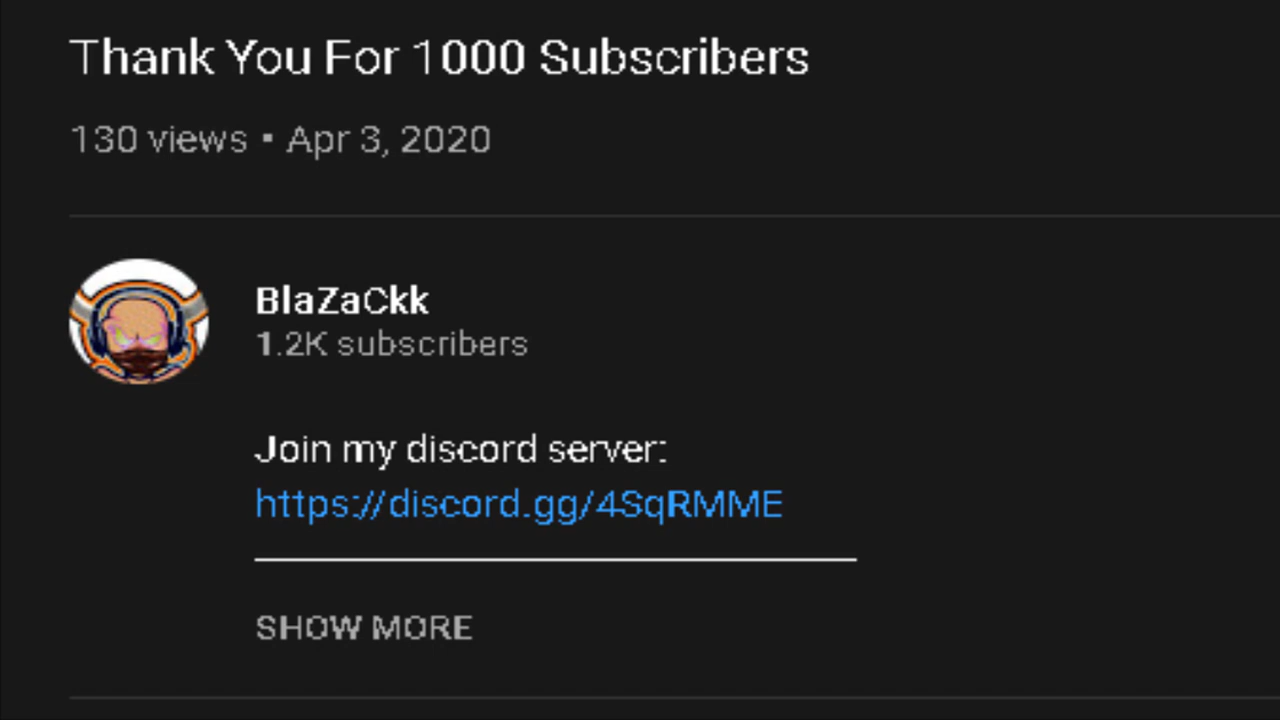 Thank You For 1000 Subscribers
130 views • Apr 3, 2020
BlaZaCkk
1.2K subscribers
Join my discord server:
https://discord.gg/4SqRMME
SHOW MORE